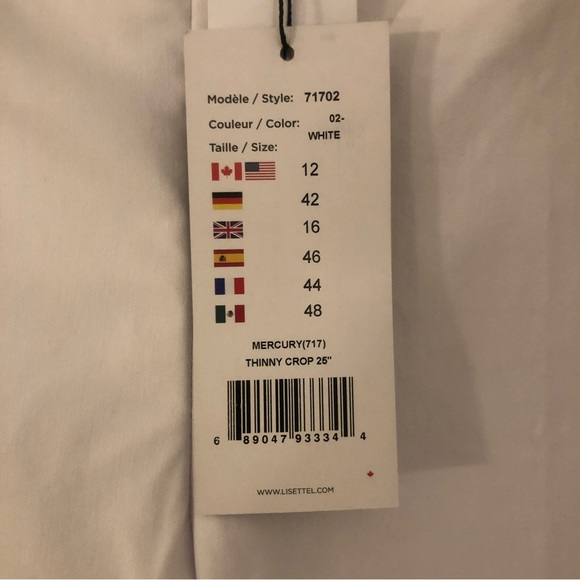 Modèle / Style: 71702
Couleur / Color: 02-
WHITE
Taille / Size:
12
42
16
46
44
48
MERCURY(717)
THINNY CROP 25"
6 89047 93334 4
WWW.LISETTEL.COM